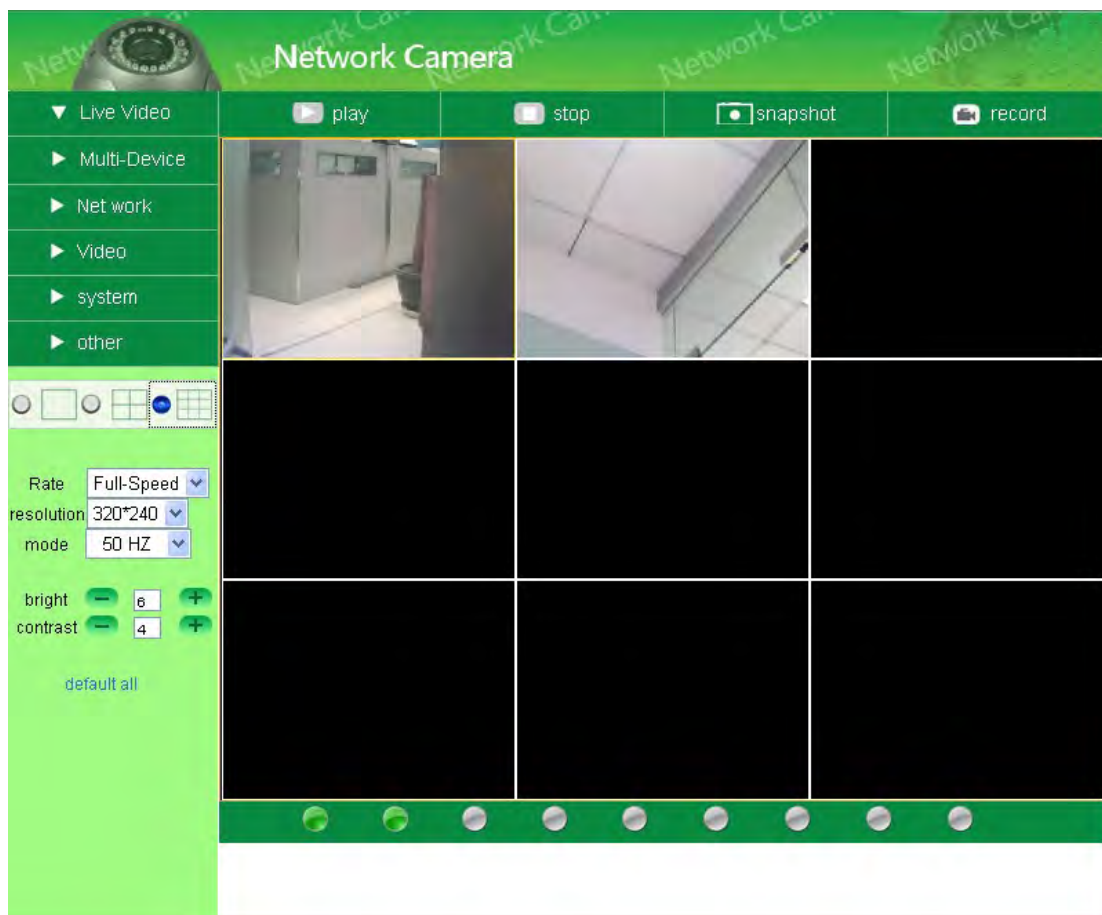 Network Camera
Live Video
play
stop
snapshot
record
Multi-Device
Net work
Video
system
other
Rate Full-Speed
resolution 320*240
mode 50 HZ
bright 6
contrast 4
default all